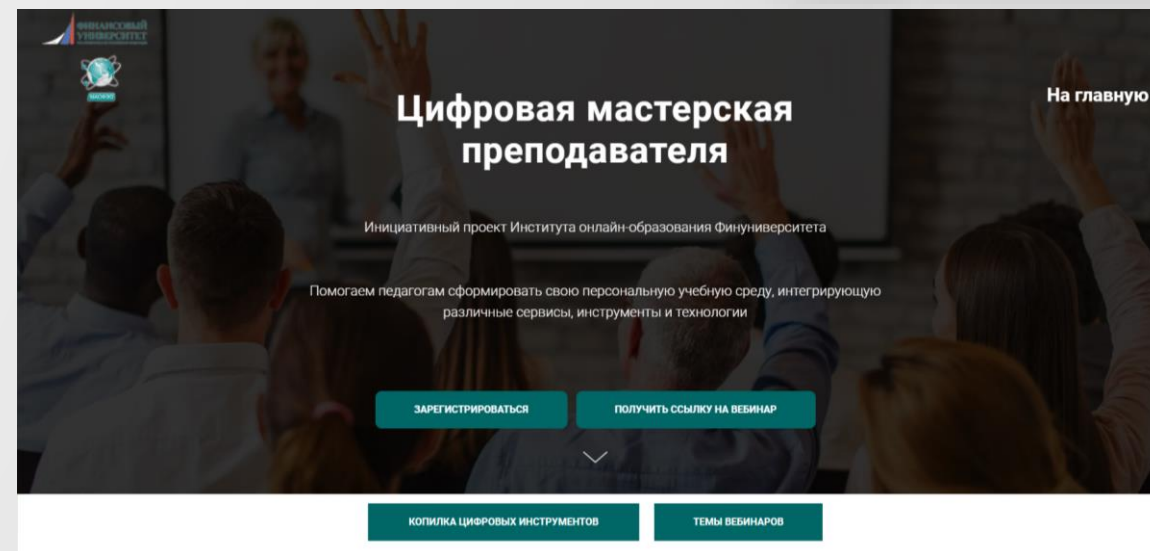 ФИНАНСОВЫЙ
УНИВЕРСИТЕТ
На главную
Цифровая мастерская
преподавателя
Инициативный проект Института онлайн-образования Финуниверситета
Помогаем педагогам сформировать свою персональную учебную среду, интегрирующую
различные сервисы, инструменты и технологии
ЗАРЕГИСТРИРОВАТЬСЯ
ПОЛУЧИТЬ ССЫЛКУ НА ВЕБИНАР
КОПИЛКА ЦИФРОВЫХ ИНСТРУМЕНТОВ
ТЕМЫ ВЕБИНАРОВ